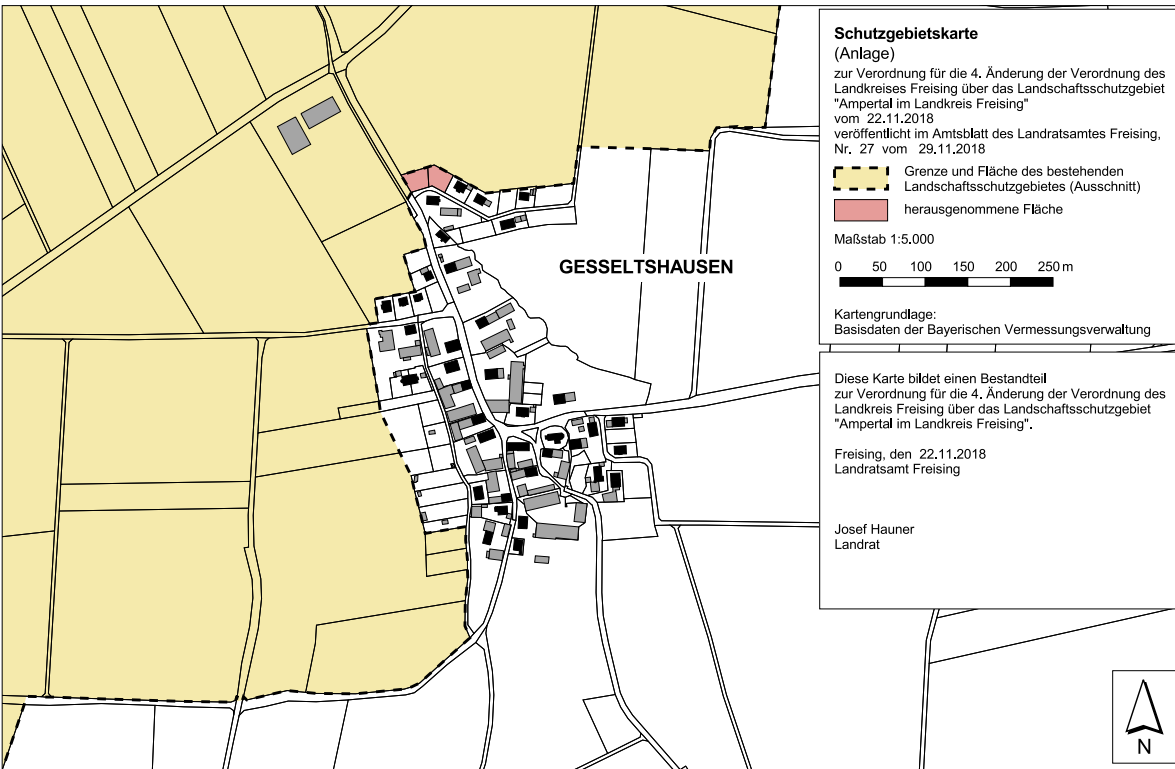 Schutzgebietskarte
(Anlage)
zur Verordnung für die 4. Änderung der Verordnung des
Landkreises Freising über das Landschaftsschutzgebiet
"Ampertal im Landkreis Freising"
vom 22.11.2018
veröffentlicht im Amtsblatt des Landratsamtes Freising,
Nr. 27 vom 29.11.2018
Grenze und Fläche des bestehenden
Landschaftsschutzgebietes (Ausschnitt)
herausgenommene Fläche
Maßstab 1:5.000
0 50 100 150 200 250 m
Kartengrundlage:
Basisdaten der Bayerischen Vermessungsverwaltung
GESSELTSHAUSEN
Diese Karte bildet einen Bestandteil
zur Verordnung für die 4. Änderung der Verordnung des
Landkreis Freising über das Landschaftsschutzgebiet
"Ampertal im Landkreis Freising".
Freising, den 22.11.2018
Landratsamt Freising
Josef Hauner
Landrat
N